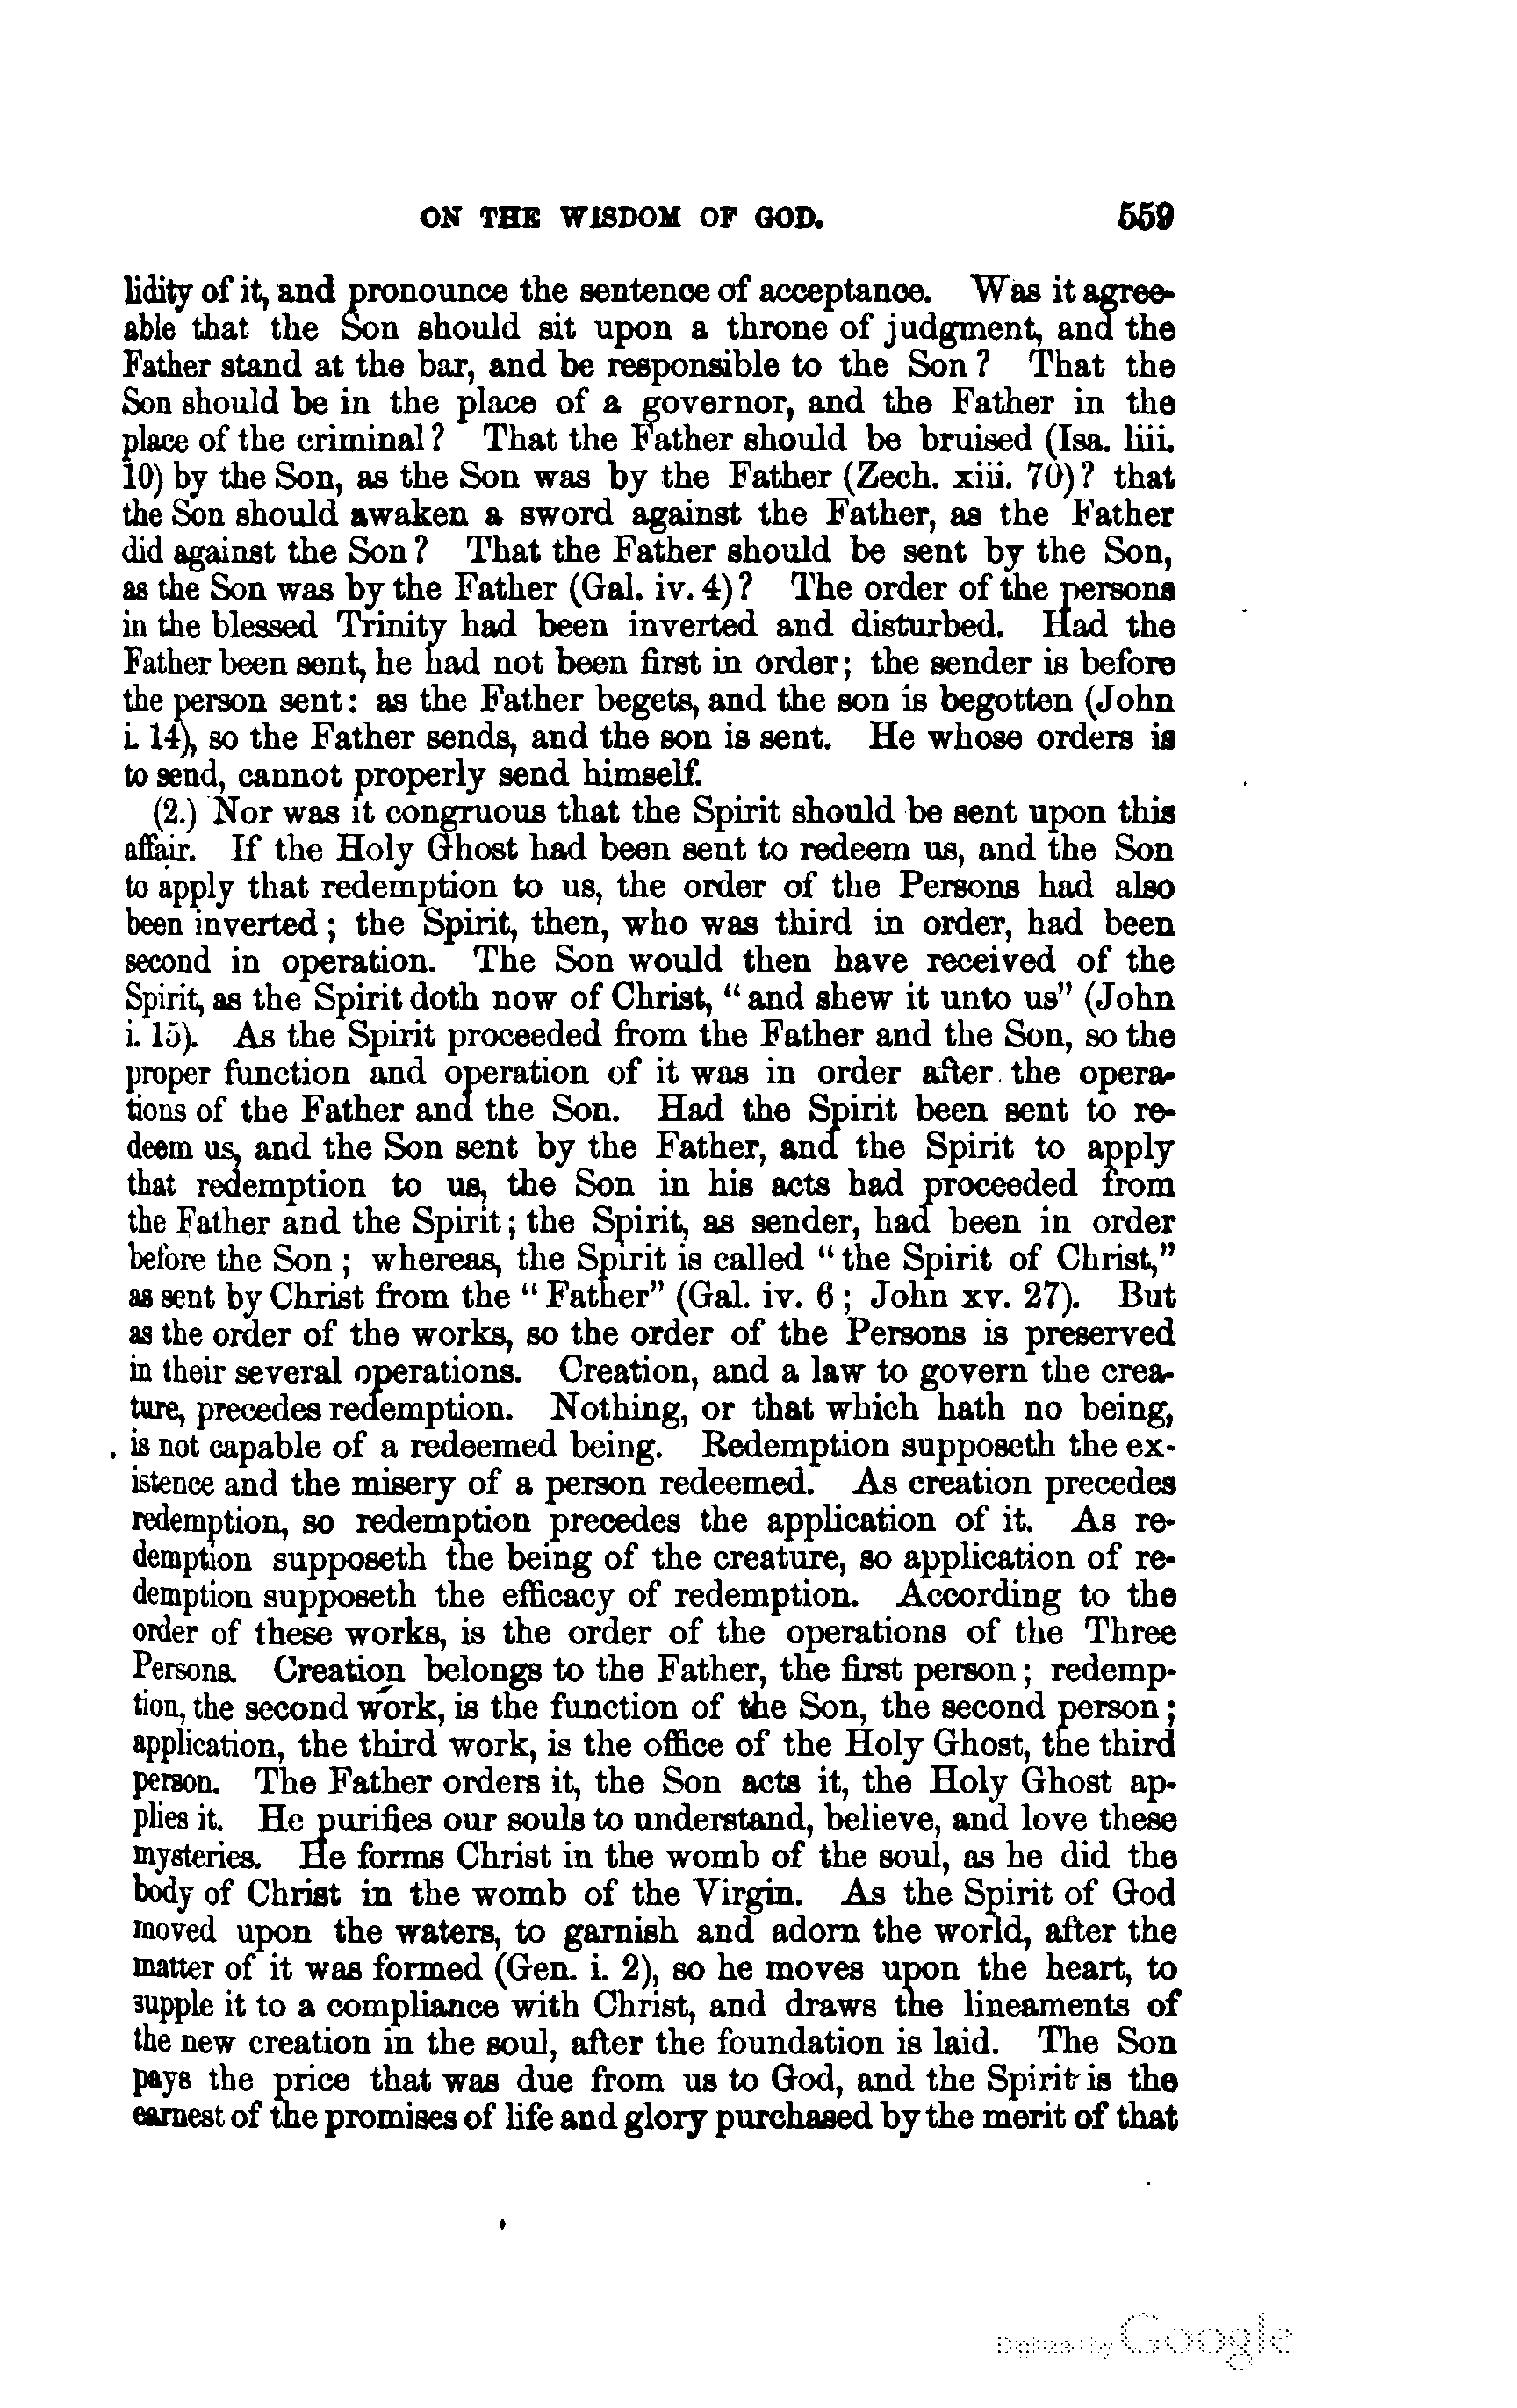 ON THE WISDOM OF GOD. 559
lidity of it, and pronounce the sentence of acceptance. Was it agree-
able that the Son should sit upon a throne of judgment, and the
Father stand at the bar, and be responsible to the Son? That the
Son should be in the place of a governor, and the Father in the
place of the criminal? That the Father should be bruised (Isa. liii.
10) by the Son, as the Son was by the Father (Zech. xiii. 70)? that
the Son should awaken a sword against the Father, as the Father
did against the Son? That the Father should be sent by the Son,
as the Son was by the Father (Gal. iv. 4)? The order of the persons
in the blessed Trinity had been inverted and disturbed. Had the
Father been sent, he had not been first in order; the sender is before
the person sent: as the Father begets, and the son is begotten (John
i. 14), so the Father sends, and the son is sent. He whose orders is
to send, cannot properly send himself.
(2.) Nor was it congruous that the Spirit should be sent upon this
affair. If the Holy Ghost had been sent to redeem us, and the Son
to apply that redemption to us, the order of the Persons had also
been inverted; the Spirit, then, who was third in order, had been
second in operation. The Son would then have received of the
Spirit, as the Spirit doth now of Christ, "and shew it unto us" (John
i. 15). As the Spirit proceeded from the Father and the Son, so the
proper function and operation of it was in order after the opera-
tions of the Father and the Son. Had the Spirit been sent to re-
deem us, and the Son sent by the Father, and the Spirit to apply
that redemption to us, the Son in his acts had proceeded from
the Father and the Spirit; the Spirit, as sender, had been in order
before the Son; whereas, the Spirit is called "the Spirit of Christ,"
as sent by Christ from the "Father" (Gal. iv. 6; John xv. 27). But
as the order of the works, so the order of the Persons is preserved
in their several operations. Creation, and a law to govern the crea-
ture, precedes redemption. Nothing, or that which hath no being,
is not capable of a redeemed being. Redemption supposeth the ex-
istence and the misery of a person redeemed. As creation precedes
redemption, so redemption precedes the application of it. As re-
demption supposeth the being of the creature, so application of re-
demption supposeth the efficacy of redemption. According to the
order of these works, is the order of the operations of the Three
Persons. Creation belongs to the Father, the first person; redemp-
tion, the second work, is the function of the Son, the second person;
application, the third work, is the office of the Holy Ghost, the third
person. The Father orders it, the Son acts it, the Holy Ghost ap-
plies it. He purifies our souls to understand, believe, and love these
mysteries. He forms Christ in the womb of the soul, as he did the
body of Christ in the womb of the Virgin. As the Spirit of God
moved upon the waters, to garnish and adorn the world, after the
matter of it was formed (Gen. i. 2), so he moves upon the heart, to
supple it to a compliance with Christ, and draws the lineaments of
the new creation in the soul, after the foundation is laid. The Son
pays the price that was due from us to God, and the Spirit is the
earnest of the promises of life and glory purchased by the merit of that
Digitized by Google